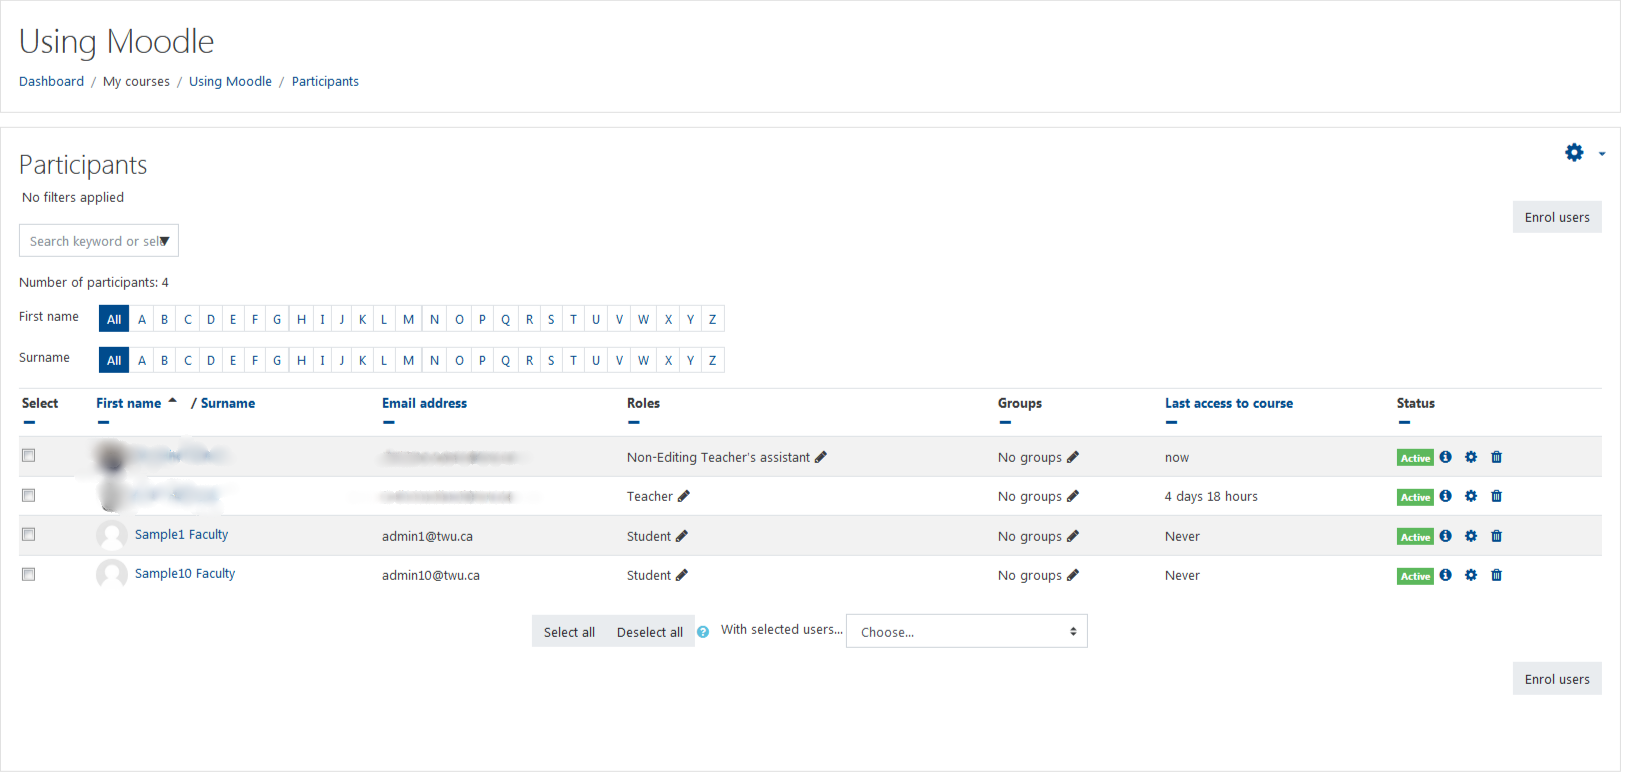 Using Moodle
Dashboard / My courses / Using Moodle / Participants
Participants
No filters applied
Enrol users
Search keyword or sel
Number of participants: 4
First name All A B C D E F G H I J K L M N O P Q R S T U V W X Y Z
Surname All A B C D E F G H I J K L M N O P Q R S T U V W X Y Z
Select First name / Surname Email address Roles Groups Last access to course Status
Non-Editing Teacher's assistant No groups now Active
Teacher No groups 4 days 18 hours Active
Sample1 Faculty admin1@twu.ca Student No groups Never Active
Sample10 Faculty admin10@twu.ca Student No groups Never Active
Select all Deselect all ? With selected users... Choose...
Enrol users